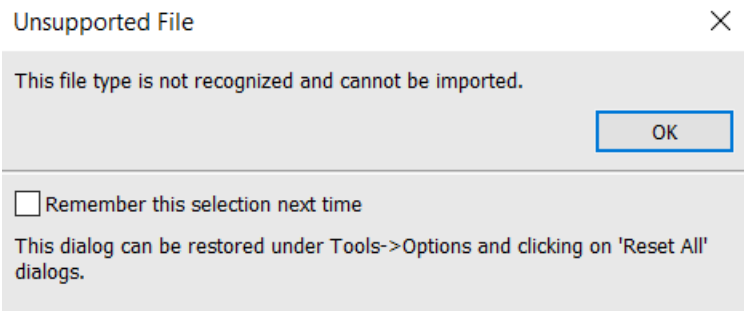 Unsupported File
This file type is not recognized and cannot be imported.
OK
Remember this selection next time
This dialog can be restored under Tools->Options and clicking on 'Reset All'
dialogs.